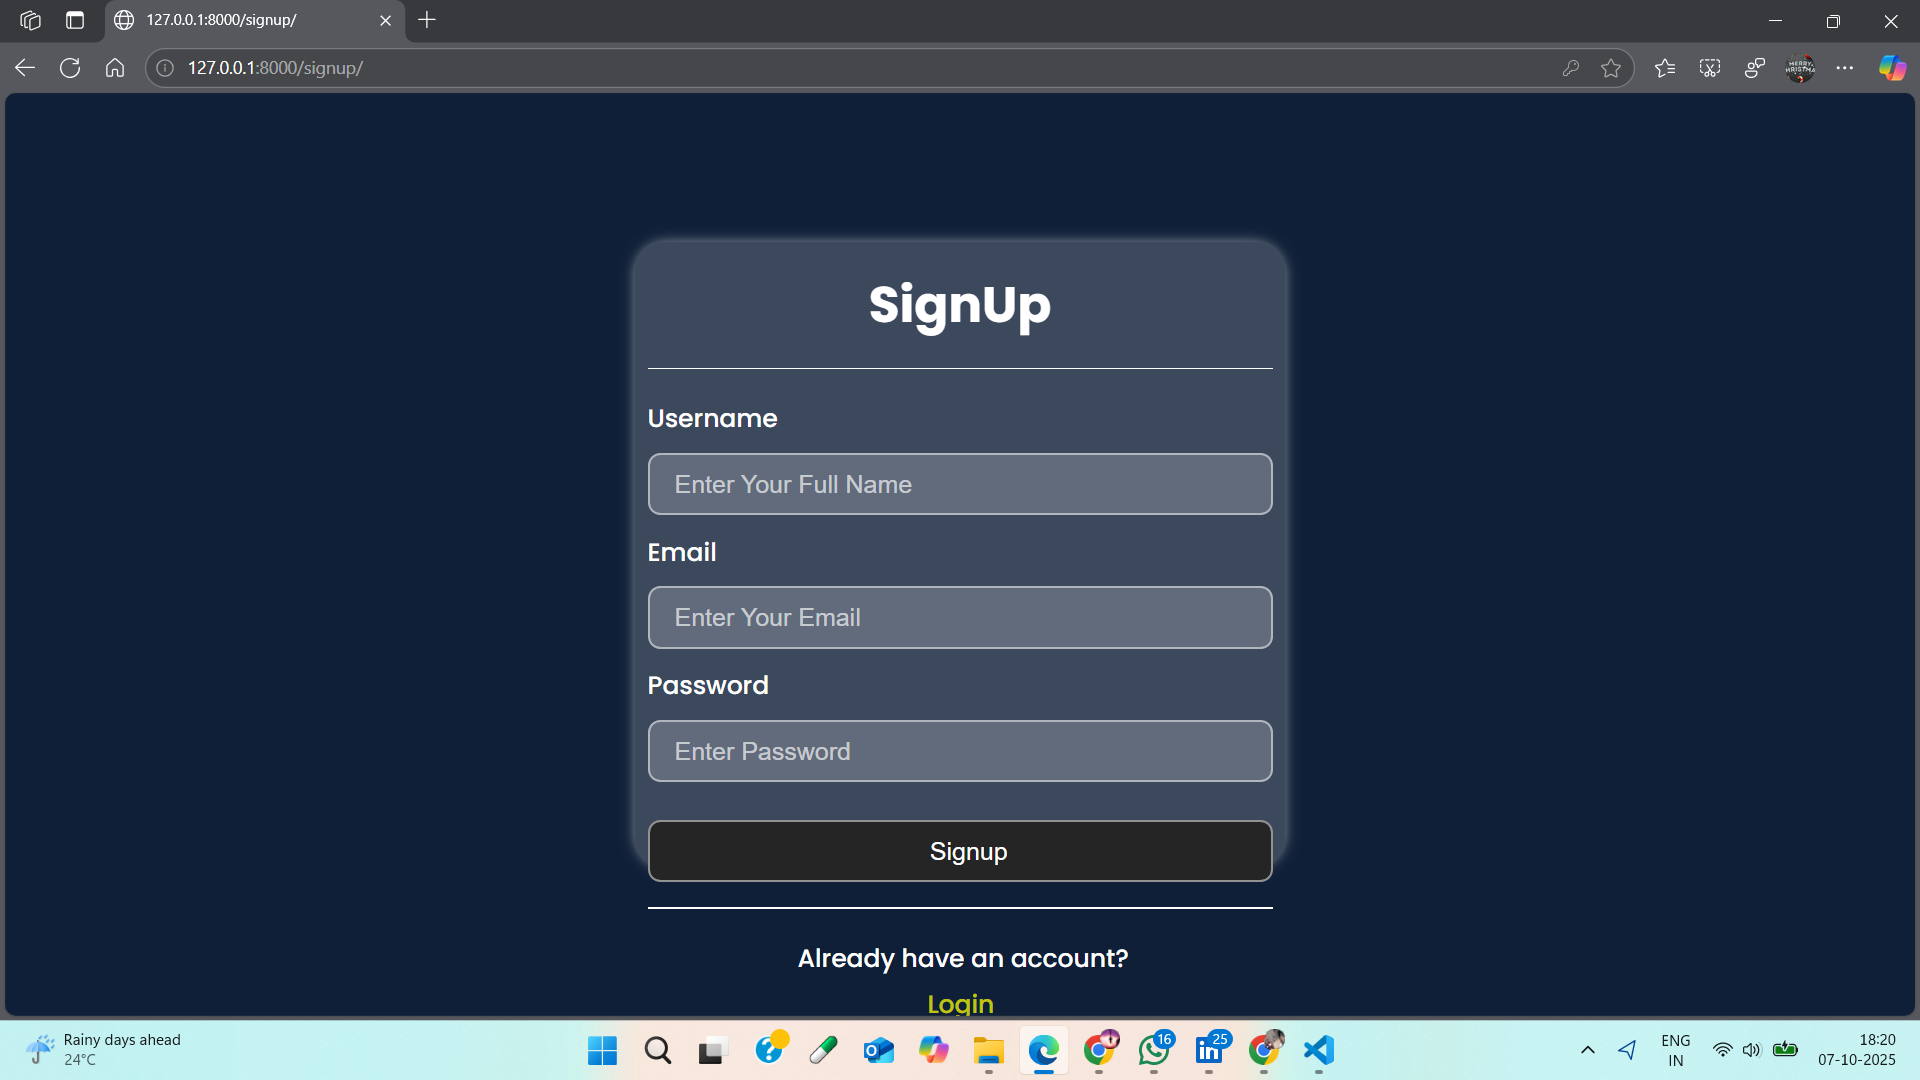 127.0.0.1:8000/signup/
127.0.0.1:8000/signup/
MERRY,
HRISTMA
SignUp
Username
Enter Your Full Name
Email
Enter Your Email
Password
Enter Password
Signup
Already have an account?
Login
Rainy days ahead
24°C
16
25
ENG
IN
18:20
07-10-2025